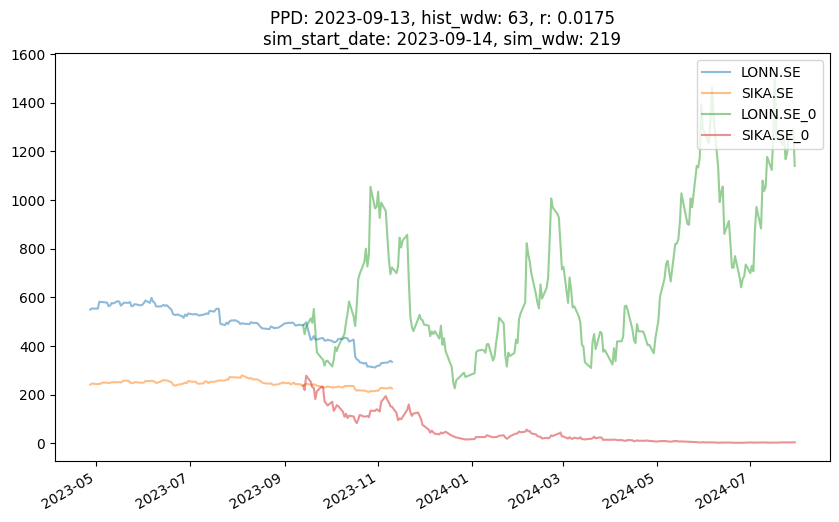 PPD: 2023-09-13, hist_wdw: 63, r: 0.0175
sim_start_date: 2023-09-14, sim_wdw: 219
1600
1400
1200
1000
800
600
400
200
0
LONN.SE
SIKA.SE
LONN.SE_0
SIKA.SE_0
2023-05
2023-07
2023-09
2023-11
2024-01
2024-03
2024-05
2024-07